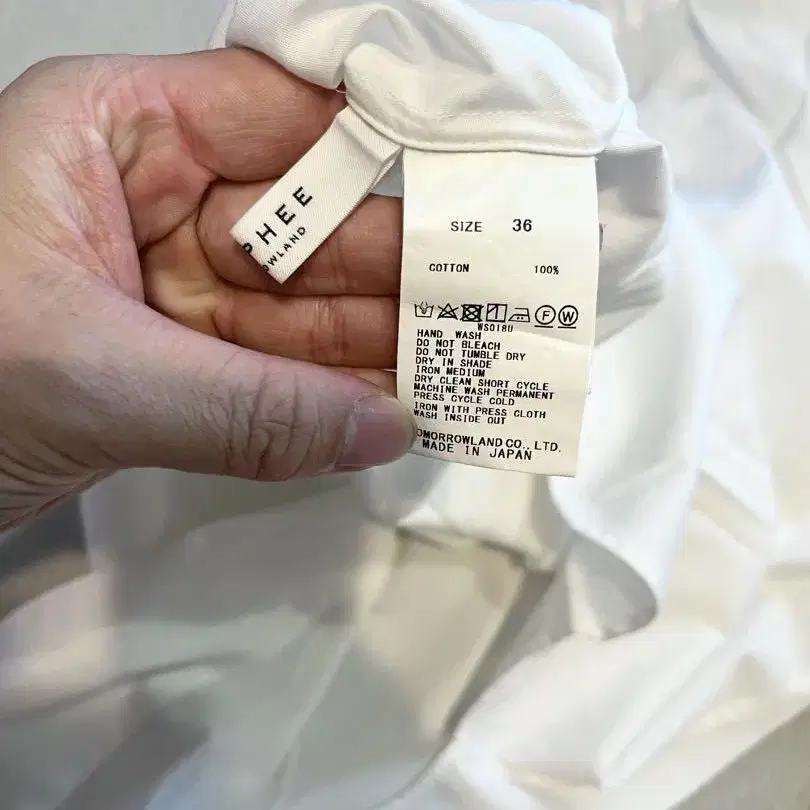 PHEE
OWLAND
SIZE 36
COTTON 100%
F W
WS018U
HAND WASH
DO NOT BLEACH
DO NOT TUMBLE DRY
DRY IN SHADE
IRON MEDIUM
DRY CLEAN SHORT CYCLE
MACHINE WASH PERMANENT
PRESS CYCLE COLD
IRON WITH PRESS CLOTH
WASH INSIDE OUT
OMORROWLAND CO., LTD.
MADE IN JAPAN